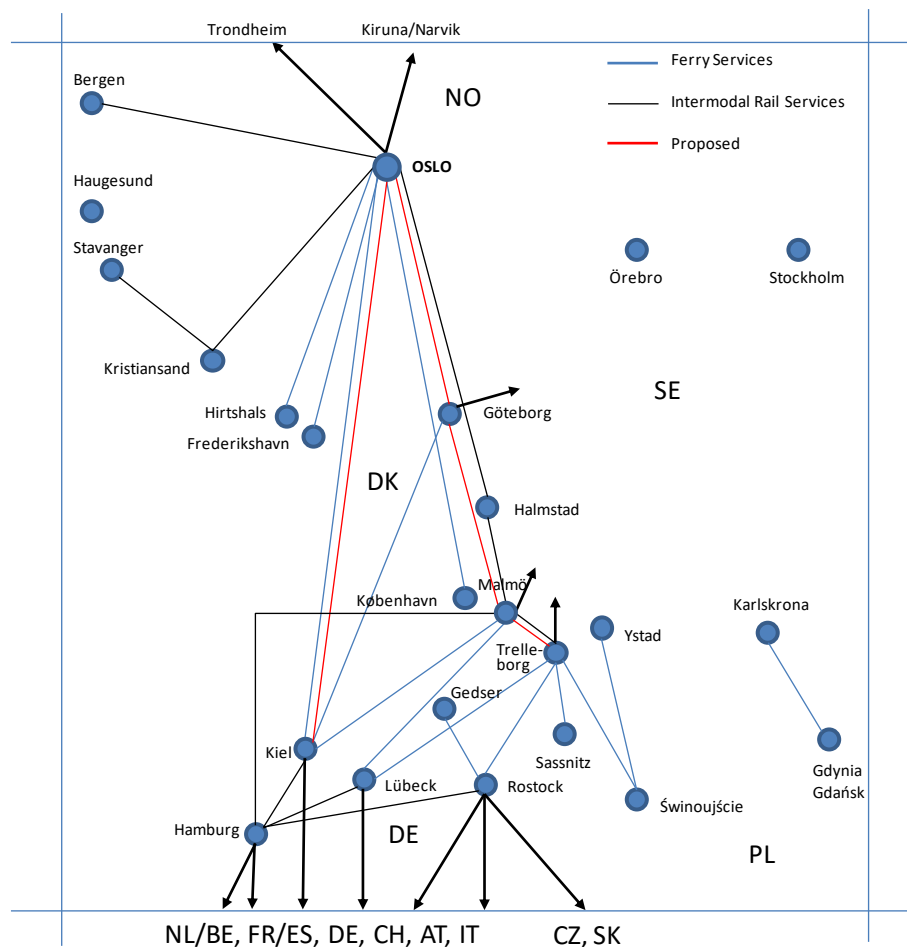 Trondheim
Kiruna/Narvik
Bergen
NO
Ferry Services
Intermodal Rail Services
Proposed
OSLO
Haugesund
Stavanger
Örebro
Stockholm
Kristiansand
SE
Hirtshals
Göteborg
Frederikshavn
DK
Halmstad
Malmö
København
Karlskrona
Ystad
Trelle-
borg
Gedser
Kiel
Sassnitz
Lübeck
Rostock
Gdynia
Gdańsk
Świnoujście
Hamburg
DE
PL
NL/BE, FR/ES, DE, CH, AT, IT
CZ, SK